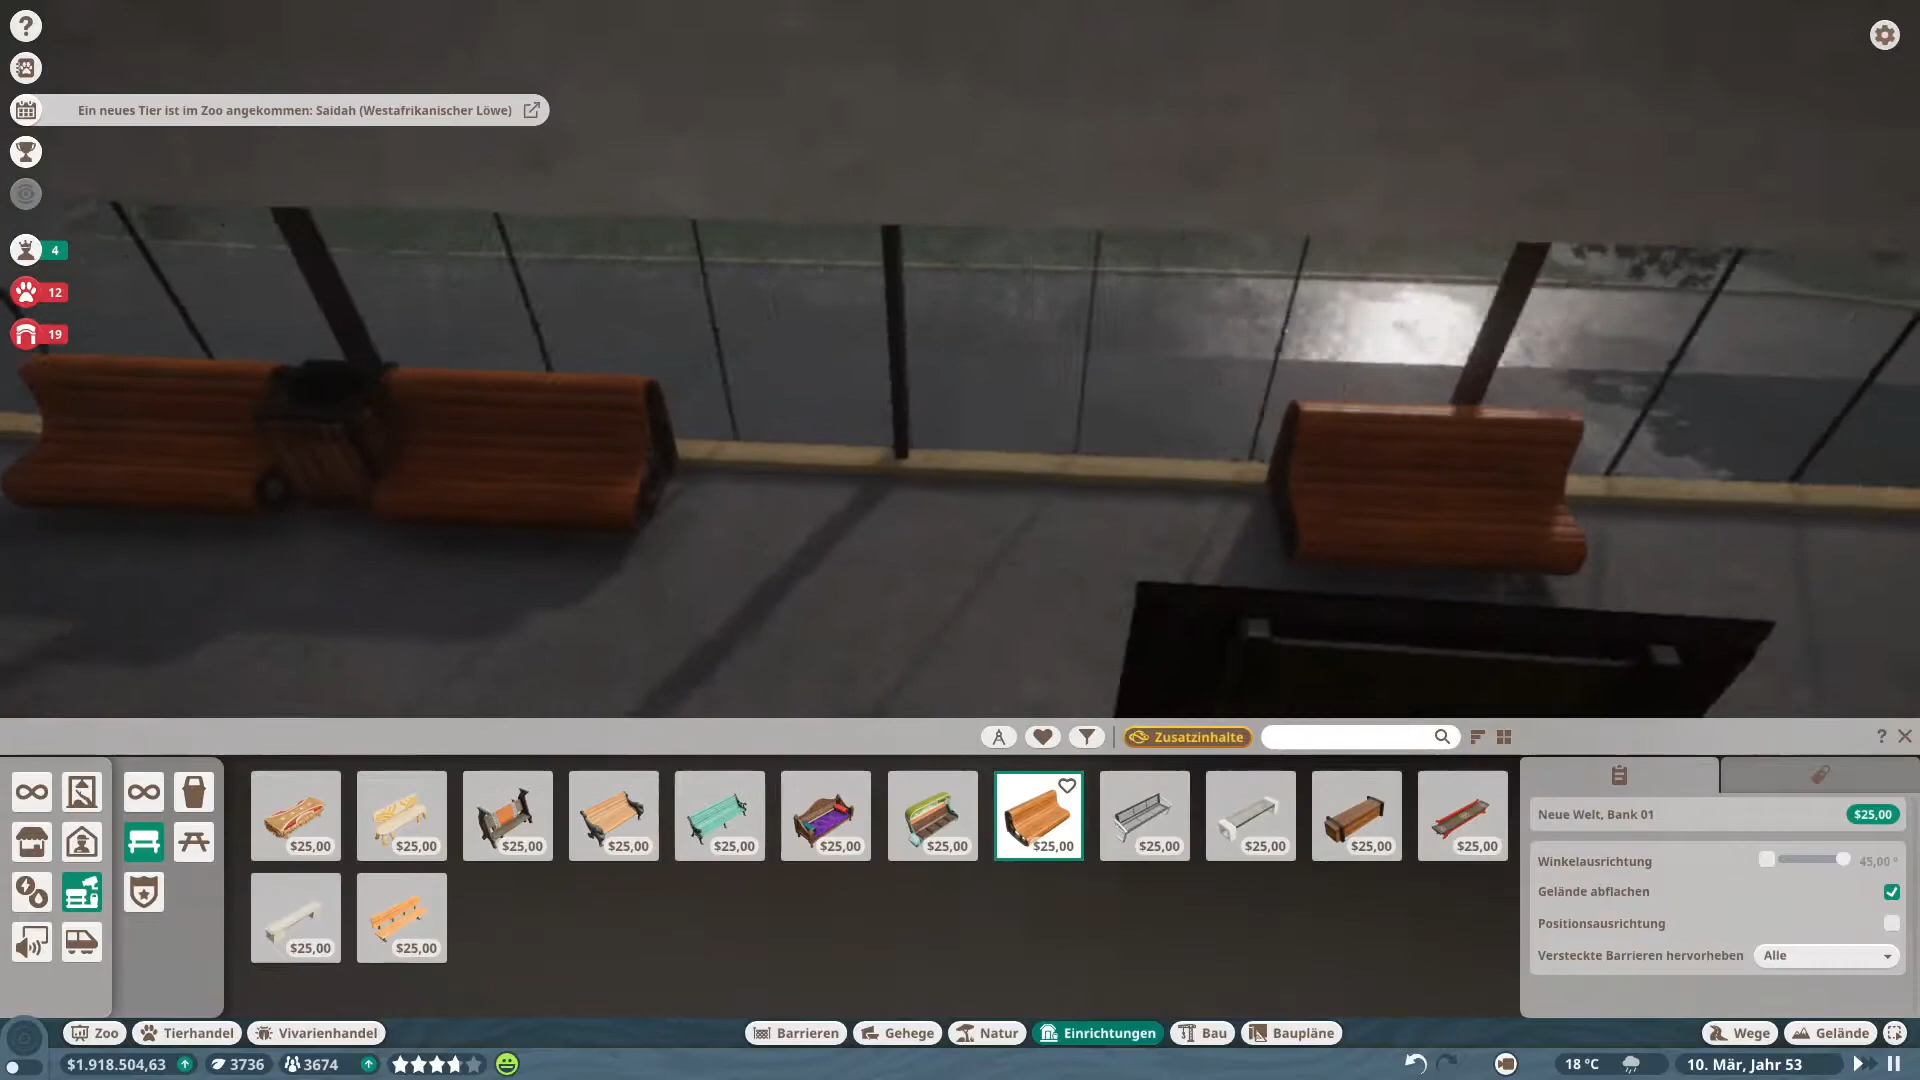 ?
Ein neues Tier ist im Zoo angekommen: Saidah (Westafrikanischer Löwe)
4
12
19
Zusatzinhalte
?
$25,00 $25,00 $25,00 $25,00 $25,00 $25,00 $25,00 $25,00 $25,00 $25,00 $25,00 $25,00
$25,00 $25,00
Neue Welt, Bank 01 $25,00
Winkelausrichtung 45,00 °
Gelände abflachen
Positionsausrichtung
Versteckte Barrieren hervorheben Alle
Zoo Tierhandel Vivarienhandel Barrieren Gehege Natur Einrichtungen Bau Baupläne Wege Gelände
$1.918.504,63 3736 3674 18 °C 10. Mär, Jahr 53